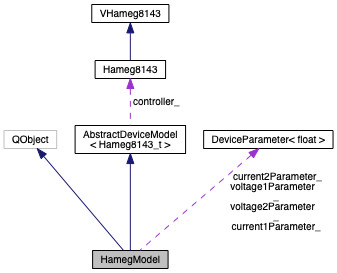 VHameg8143
Hameg8143
controller_
QObject
AbstractDeviceModel
< Hameg8143_t >
DeviceParameter< float >
current2Parameter_
voltage1Parameter
_
voltage2Parameter
_
current1Parameter_
HamegModel